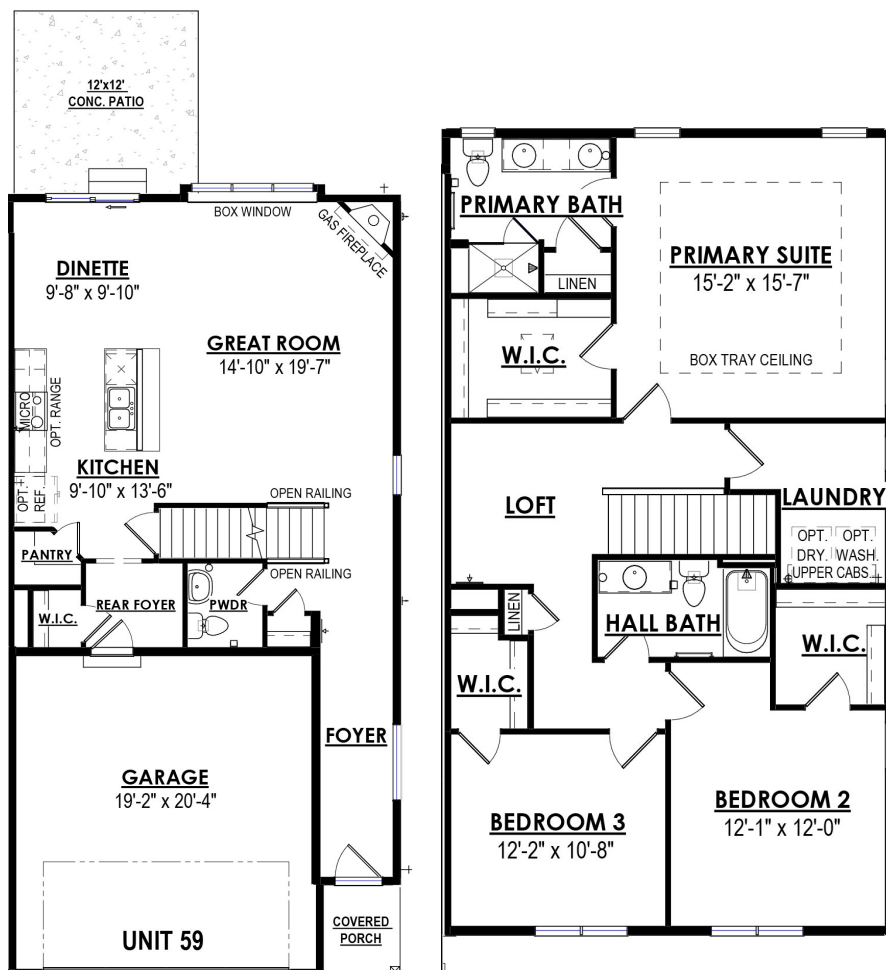 12'x12'
CONC. PATIO
BOX WINDOW
GAS FIREPLACE
DINETTE
9'-8" x 9'-10"
GREAT ROOM
14'-10" x 19'-7"
MICRO
OPT. RANGE
KITCHEN
9'-10" x 13'-6"
OPT.
REF.
OPEN RAILING
PANTRY
OPEN RAILING
W.I.C.
REAR FOYER
PWDR
FOYER
GARAGE
19'-2" x 20'-4"
UNIT 59
COVERED
PORCH
PRIMARY BATH
PRIMARY SUITE
15'-2" x 15'-7"
LINEN
W.I.C.
BOX TRAY CEILING
LOFT
LAUNDRY
OPT. OPT.
DRY. WASH.
UPPER CABS.
LINEN
HALL BATH
W.I.C.
W.I.C.
BEDROOM 3
12'-2" x 10'-8"
BEDROOM 2
12'-1" x 12'-0"